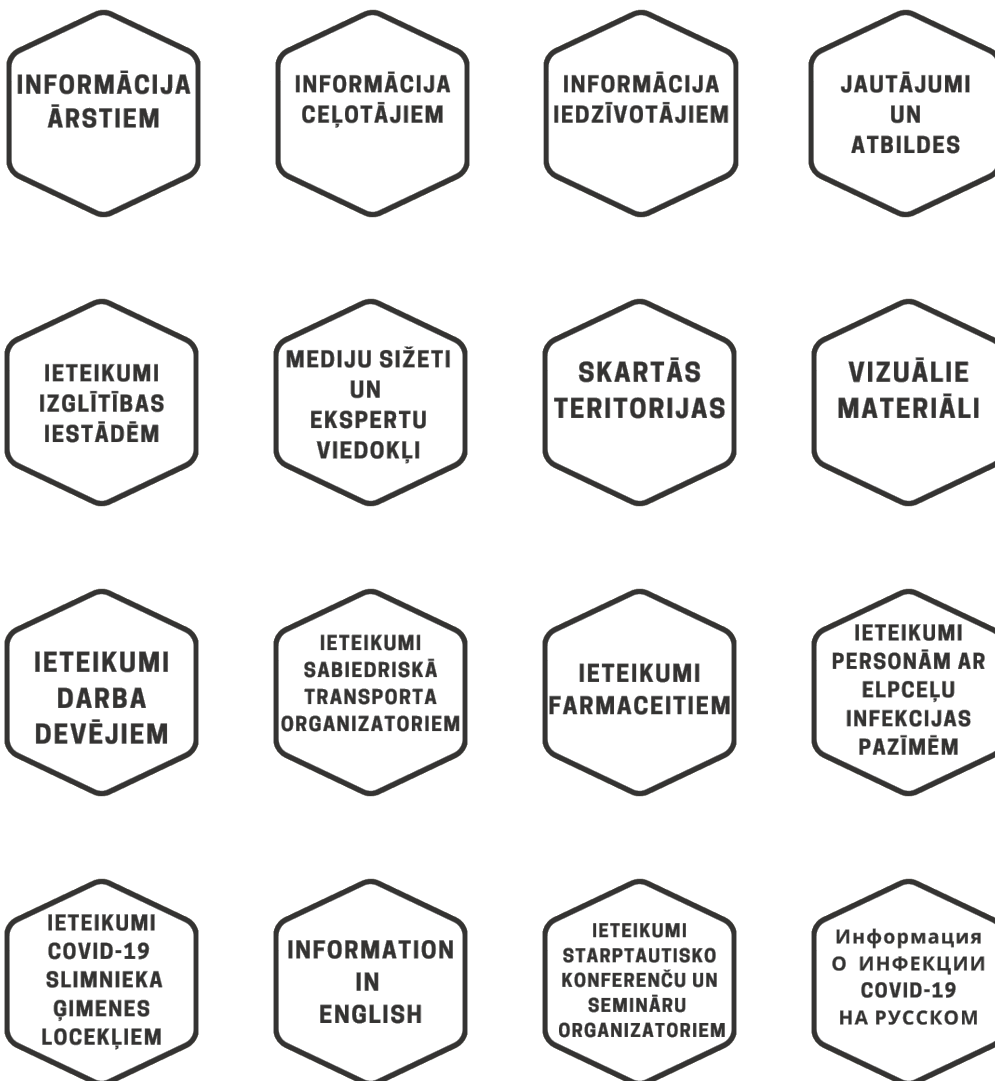 INFORMĀCIJA
ĀRSTIEM
INFORMĀCIJA
CEĻOTĀJIEM
INFORMĀCIJA
IEDZĪVOTĀJIEM
JAUTĀJUMI
UN
ATBILDES
IETEIKUMI
IZGLĪTĪBAS
IESTĀDĒM
MEDIJU SIŽETI
UN
EKSPERTU
VIEDOKĻI
SKARTĀS
TERITORIJAS
VIZUĀLIE
MATERIĀLI
IETEIKUMI
DARBA
DEVĒJIEM
IETEIKUMI
SABIEDRISKĀ
TRANSPORTA
ORGANIZATORIEM
IETEIKUMI
FARMACEITIEM
IETEIKUMI
PERSONĀM AR
ELPCEĻU
INFEKCIJAS
PAZĪMĒM
IETEIKUMI
COVID-19
SLIMNIEKA
ĢIMENES
LOCEKĻIEM
INFORMATION
IN
ENGLISH
IETEIKUMI
STARPTAUTISKO
KONFERENČU UN
SEMINĀRU
ORGANIZATORIEM
Информация
О ИНФЕКЦИИ
COVID-19
НА РУССКОМ